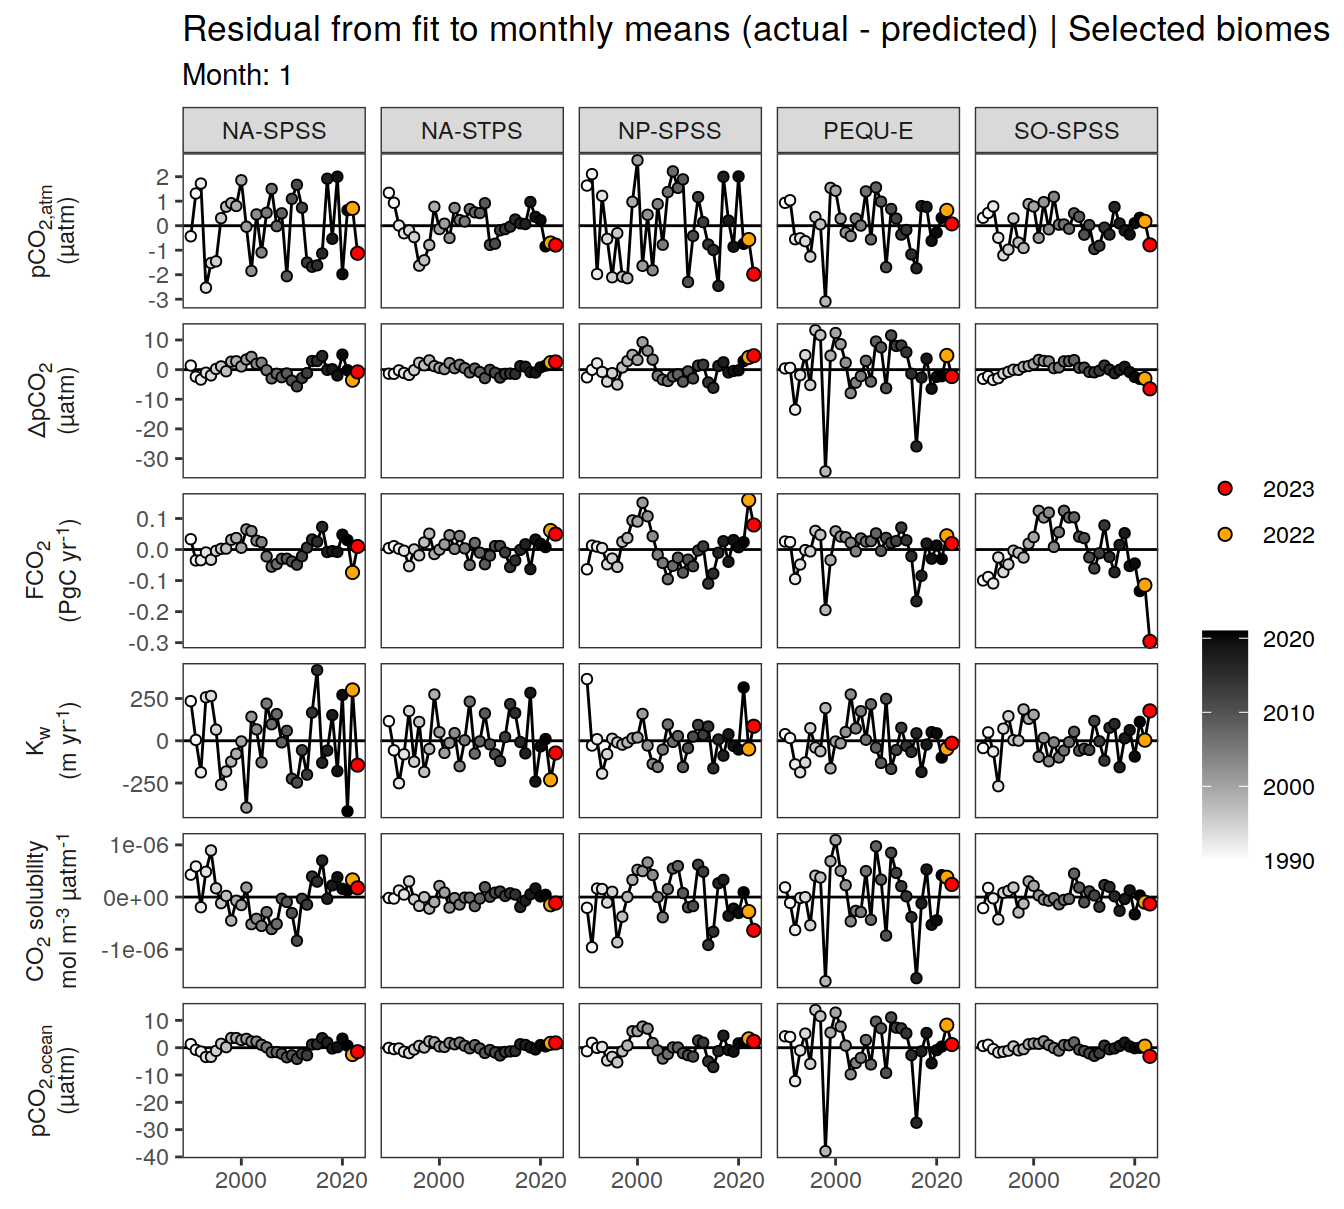 Residual from fit to monthly means (actual - predicted) | Selected biomes
Month: 1
NA-SPSS NA-STPS NP-SPSS PEQU-E SO-SPSS
pCO2,atm
(µatm)
2
1
0
-1
-2
-3
ΔpCO2
(µatm)
10
0
-10
-20
-30
FCO2
(PgC yr-1)
0.1
0.0
-0.1
-0.2
-0.3
Kw
(m yr-1)
250
0
-250
CO2 solubility
mol m-3 µatm-1
1e-06
0e+00
-1e-06
pCO2,ocean
(µatm)
10
0
-10
-20
-30
-40
2000 2020 2000 2020 2000 2020 2000 2020 2000 2020
2023
2022
2020
2010
2000
1990